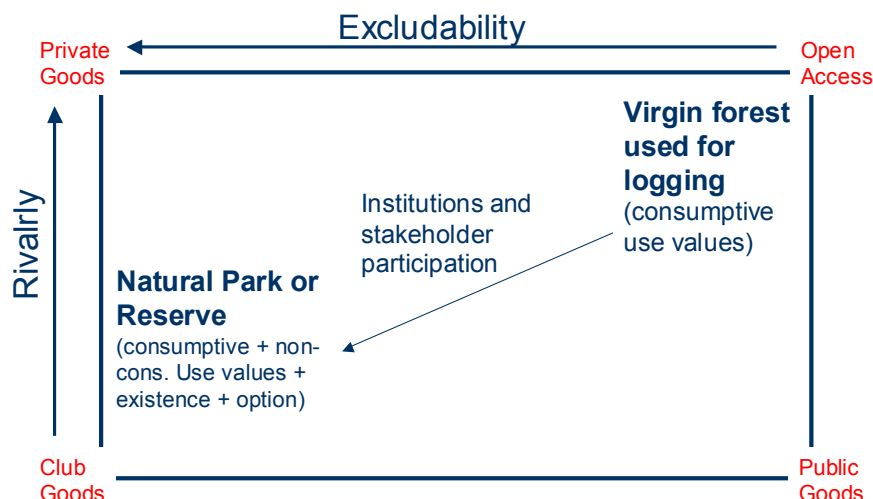 Excludability
Private
Goods
Open
Access
Virgin forest
used for
logging
(consumptive
use values)
Rivalrly
Institutions and
stakeholder
participation
Natural Park or
Reserve
(consumptive + non-
cons. Use values +
existence + option)
Club
Goods
Public
Goods